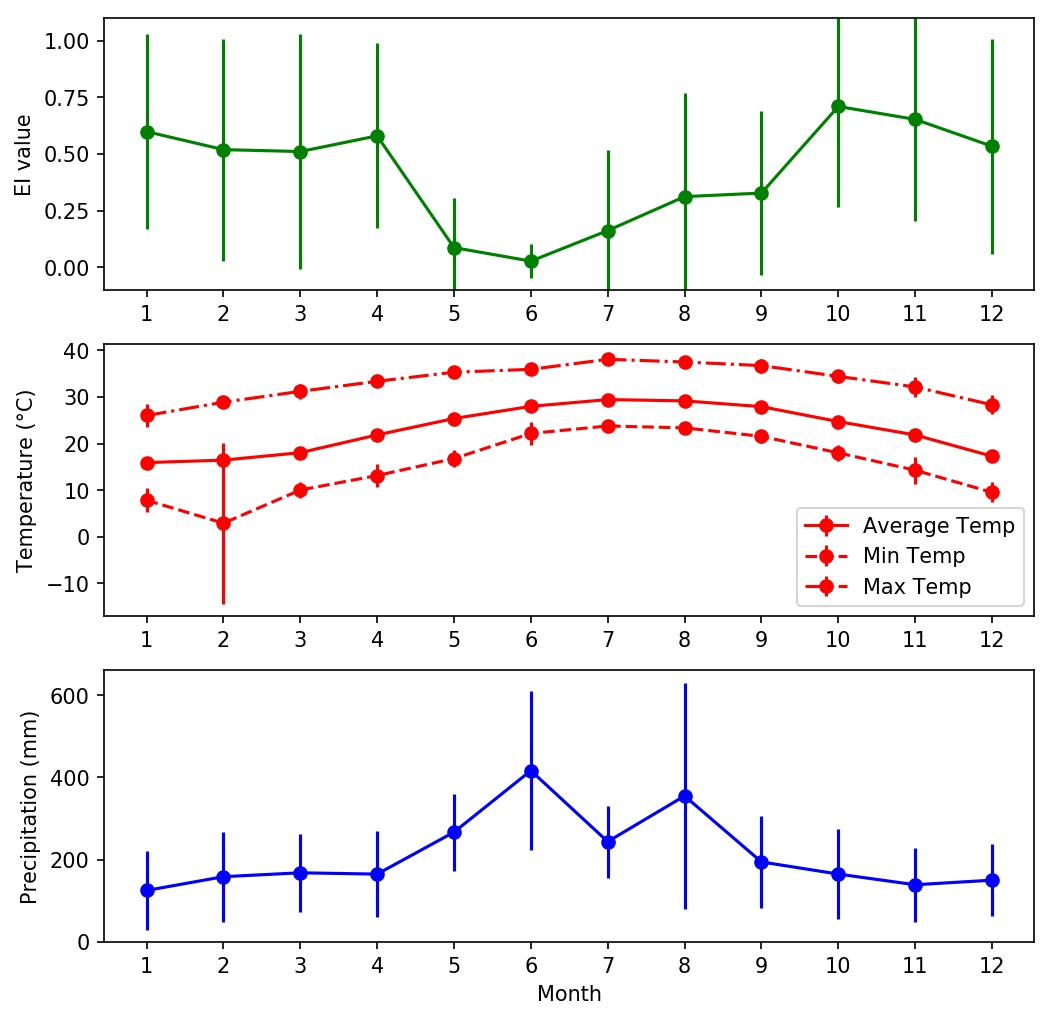 EI value
1.00
0.75
0.50
0.25
0.00
1 2 3 4 5 6 7 8 9 10 11 12
Temperature (°C)
40
30
20
10
0
−10
Average Temp
Min Temp
Max Temp
1 2 3 4 5 6 7 8 9 10 11 12
Precipitation (mm)
600
400
200
0
1 2 3 4 5 6 7 8 9 10 11 12
Month